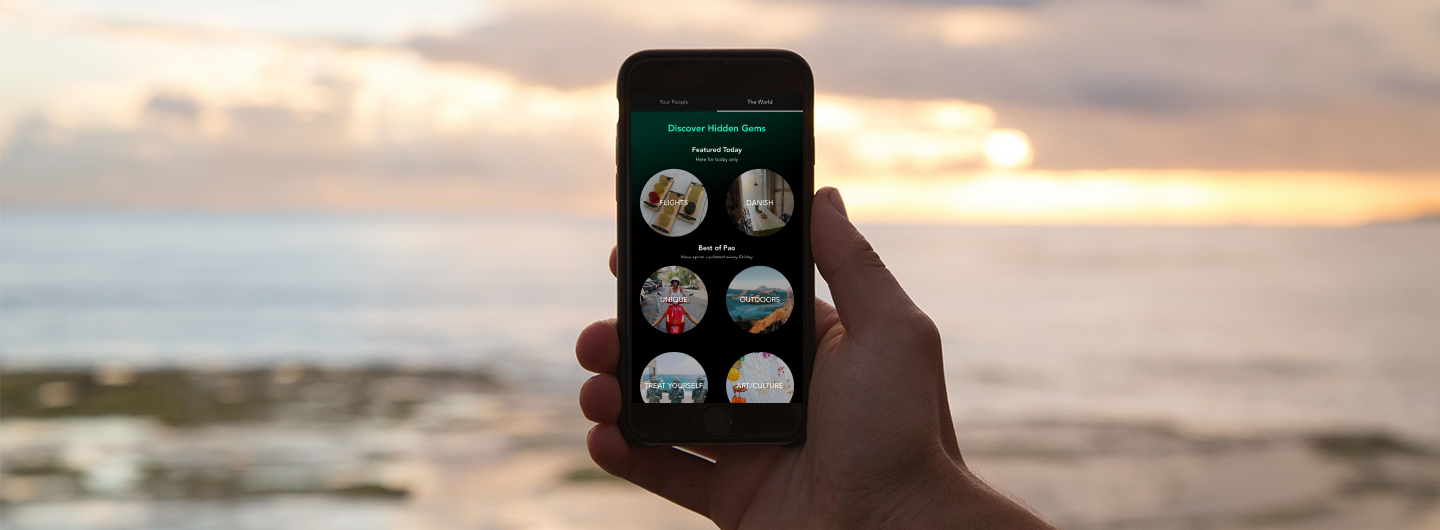 Your People
The World
Discover Hidden Gems
Featured Today
Here for today only
FLIGHTS
DANISH
Best of Pao
New spots updated every Friday
UNIQUE
OUTDOORS
TREAT YOURSELF
ART/CULTURE